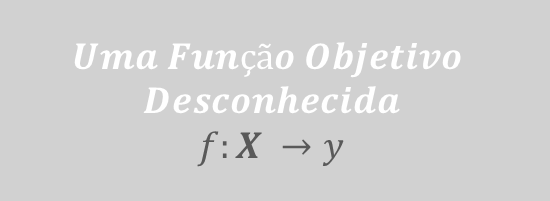 Uma Função Objetivo
Desconhecida
f: X → y